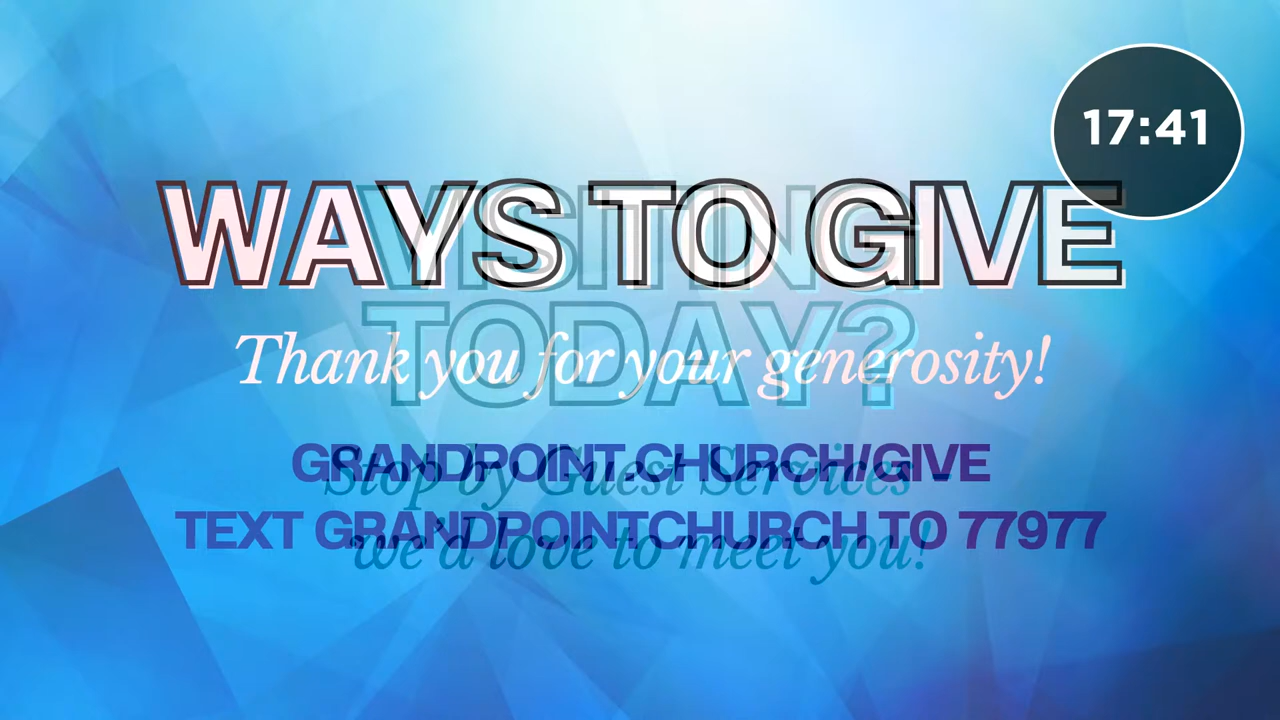 17:41
WAYS TO GIVE
Thank you for your generosity!
GRANDPOINT.CHURCH/GIVE
TEXT GRANDPOINTCHURCH TO 77977
VISITING
TODAY?
Stop by Guest Services -
we'd love to meet you!